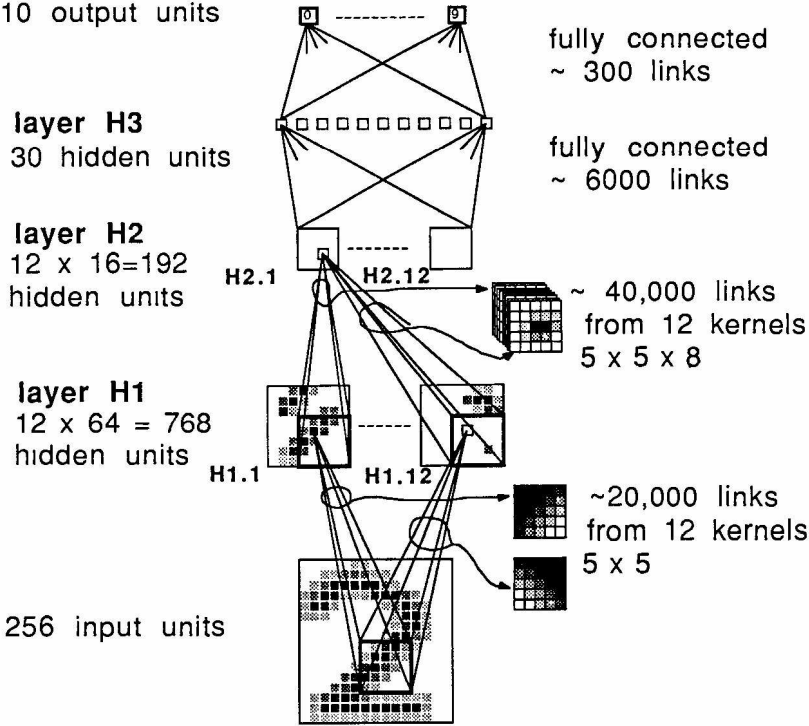 10 output units
0
9
fully connected
~ 300 links
layer H3
30 hidden units
fully connected
~ 6000 links
layer H2
12 x 16=192
hidden units
H2.1
H2.12
~ 40,000 links
from 12 kernels
5 x 5 x 8
layer H1
12 x 64 = 768
hidden units
H1.1
H1.12
~20,000 links
from 12 kernels
5 x 5
256 input units